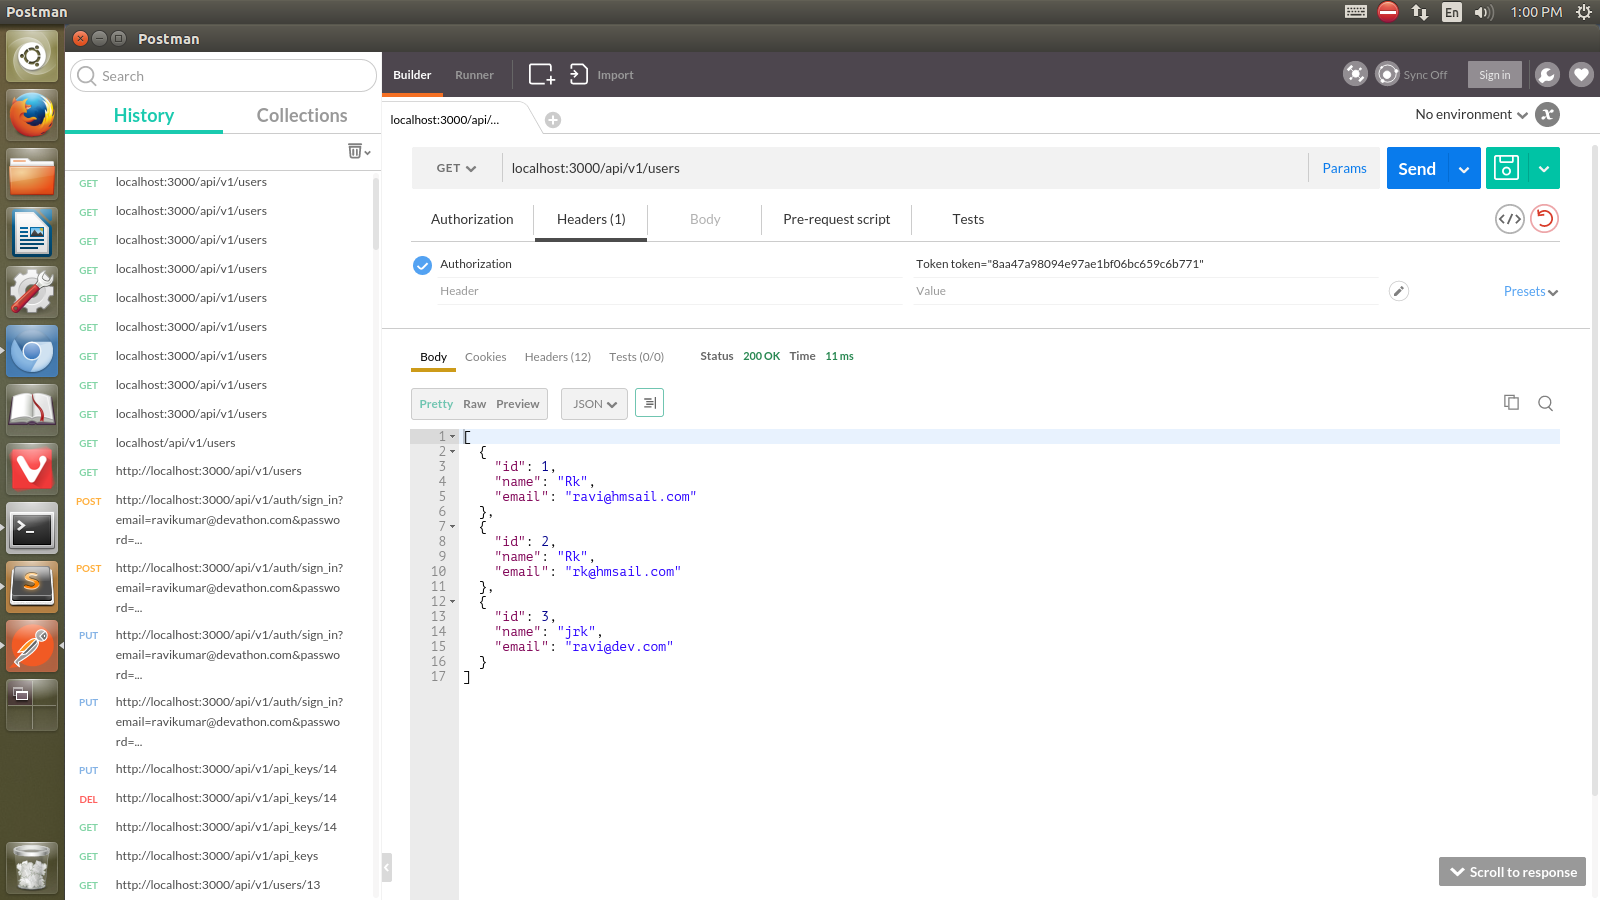 Postman
En
1:00 PM
Postman
Search
History
Collections
GET localhost:3000/api/v1/users
GET localhost:3000/api/v1/users
GET localhost:3000/api/v1/users
GET localhost:3000/api/v1/users
GET localhost:3000/api/v1/users
GET localhost:3000/api/v1/users
GET localhost:3000/api/v1/users
GET localhost:3000/api/v1/users
GET localhost:3000/api/v1/users
GET localhost/api/v1/users
GET http://localhost:3000/api/v1/users
POST http://localhost:3000/api/v1/auth/sign_in?
email=ravikumar@devathon.com&passwo
rd=...
POST http://localhost:3000/api/v1/auth/sign_in?
email=ravikumar@devathon.com&passwo
rd=...
PUT http://localhost:3000/api/v1/auth/sign_in?
email=ravikumar@devathon.com&passwo
rd=...
PUT http://localhost:3000/api/v1/auth/sign_in?
email=ravikumar@devathon.com&passwo
rd=...
PUT http://localhost:3000/api/v1/api_keys/14
DEL http://localhost:3000/api/v1/api_keys/14
GET http://localhost:3000/api/v1/api_keys/14
GET http://localhost:3000/api/v1/api_keys
GET http://localhost:3000/api/v1/users/13
Builder Runner Import Sync Off Sign in
localhost:3000/api/...
No environment
GET localhost:3000/api/v1/users Params Send
Authorization Headers (1) Body Pre-request script Tests
Authorization Token token="8aa47a98094e97ae1bf06bc659c6b771"
Header Value Presets
Body Cookies Headers (12) Tests (0/0) Status 200 OK Time 11 ms
Pretty Raw Preview JSON
1 [
2 {
3 "id": 1,
4 "name": "Rk",
5 "email": "ravi@hmsail.com"
6 },
7 {
8 "id": 2,
9 "name": "Rk",
10 "email": "rk@hmsail.com"
11 },
12 {
13 "id": 3,
14 "name": "jrk",
15 "email": "ravi@dev.com"
16 }
17 ]
Scroll to response